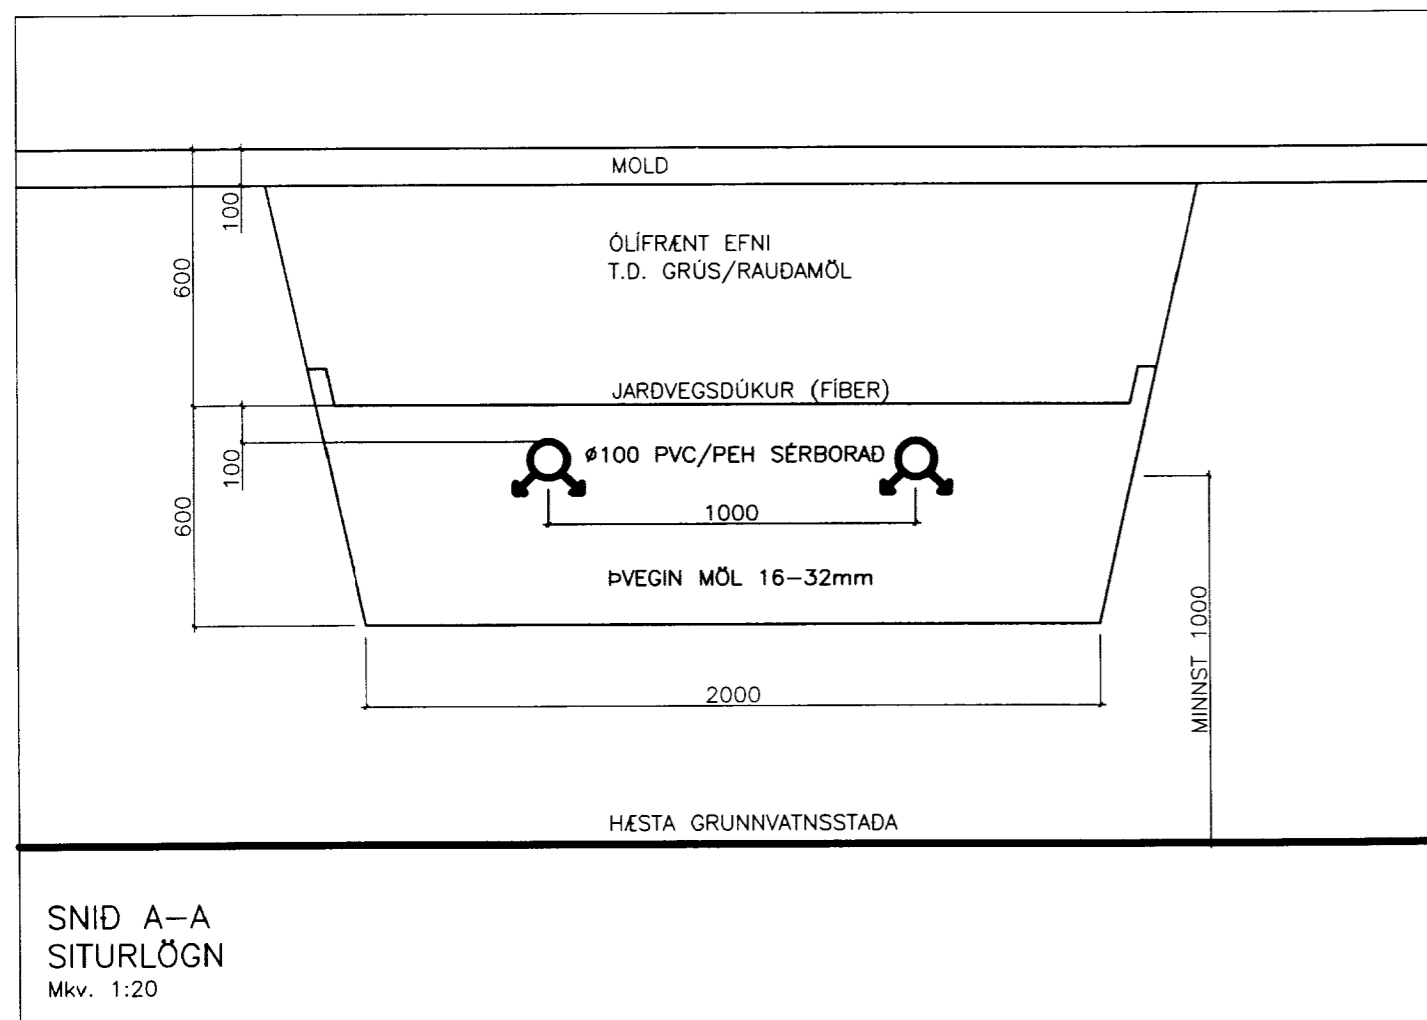 MOLD
100
600
ÓLÍFRÆNT EFNI
T.D. GRÚS/RAUÐAMÖL
JARÐVEGSDÚKUR (FÍBER)
100
ø100 PVC/PEH SÉRBORAÐ
600
1000
ÞVEGIN MÖL 16-32mm
MINNST 1000
2000
HÆSTA GRUNNVATNSSTAÐA
SNIÐ A-A
SITURLÖGN
Mkv. 1:20